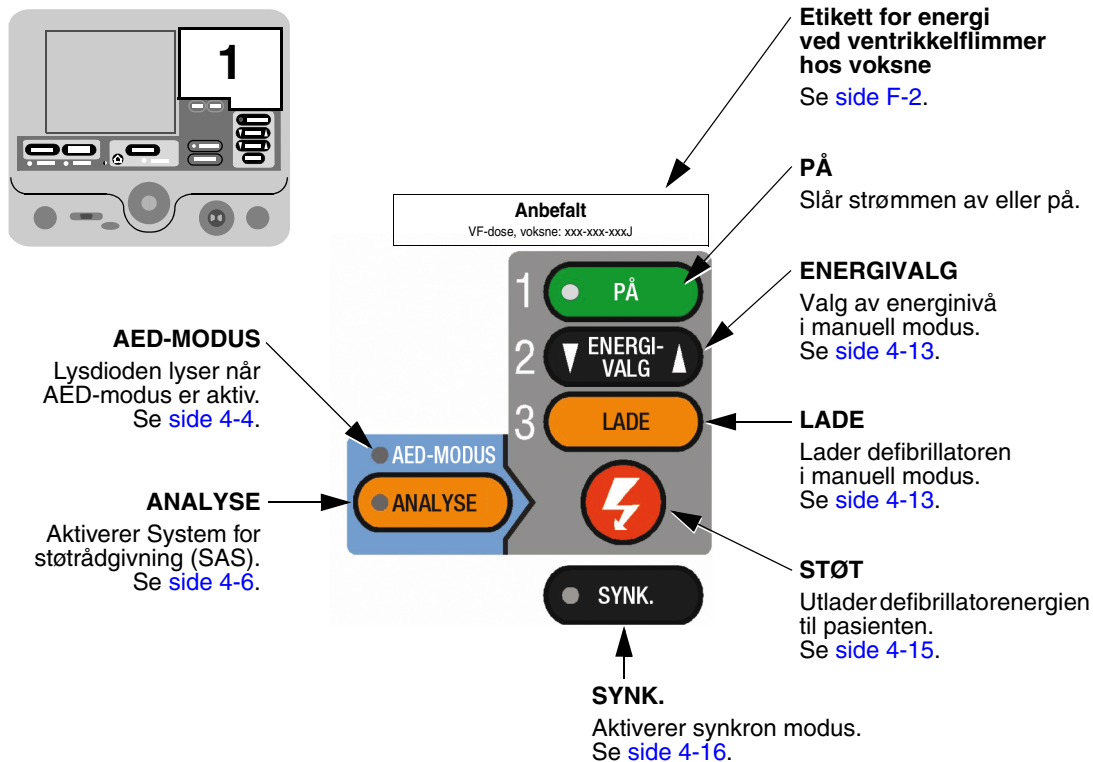 1
Etikett for energi
ved ventrikkelflimmer
hos voksne
Se side F-2.
PÅ
Slår strømmen av eller på.
ENERGIVALG
Valg av energinivå
i manuell modus.
Se side 4-13.
LADE
Lader defibrillatoren
i manuell modus.
Se side 4-13.
STØT
Utlader defibrillatorenergien
til pasienten.
Se side 4-15.
SYNK.
Aktiverer synkron modus.
Se side 4-16.
AED-MODUS
Lysdioden lyser når
AED-modus er aktiv.
Se side 4-4.
ANALYSE
Aktiverer System for
støtrådgivning (SAS).
Se side 4-6.
Anbefalt
VF-dose, voksne: xxx-xxx-xxxJ
1 PÅ
2 ENERGI-
VALG
3 LADE
AED-MODUS
ANALYSE
SYNK.